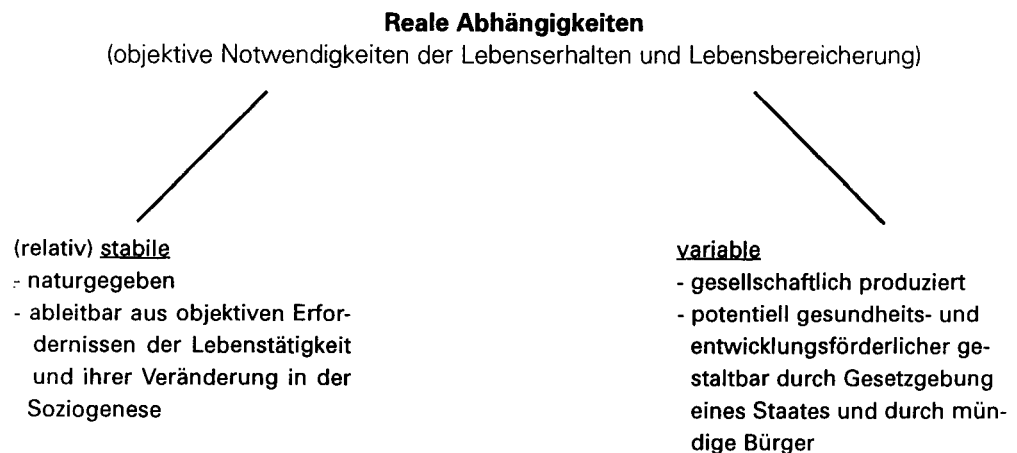 Reale Abhängigkeiten
(objektive Notwendigkeiten der Lebenserhalten und Lebensbereicherung)
(relativ) stabile
- naturgegeben
- ableitbar aus objektiven Erfor-
dernissen der Lebenstätigkeit
und ihrer Veränderung in der
Soziogenese
variable
- gesellschaftlich produziert
- potentiell gesundheits- und
entwicklungsförderlicher ge-
staltbar durch Gesetzgebung
eines Staates und durch mün-
dige Bürger